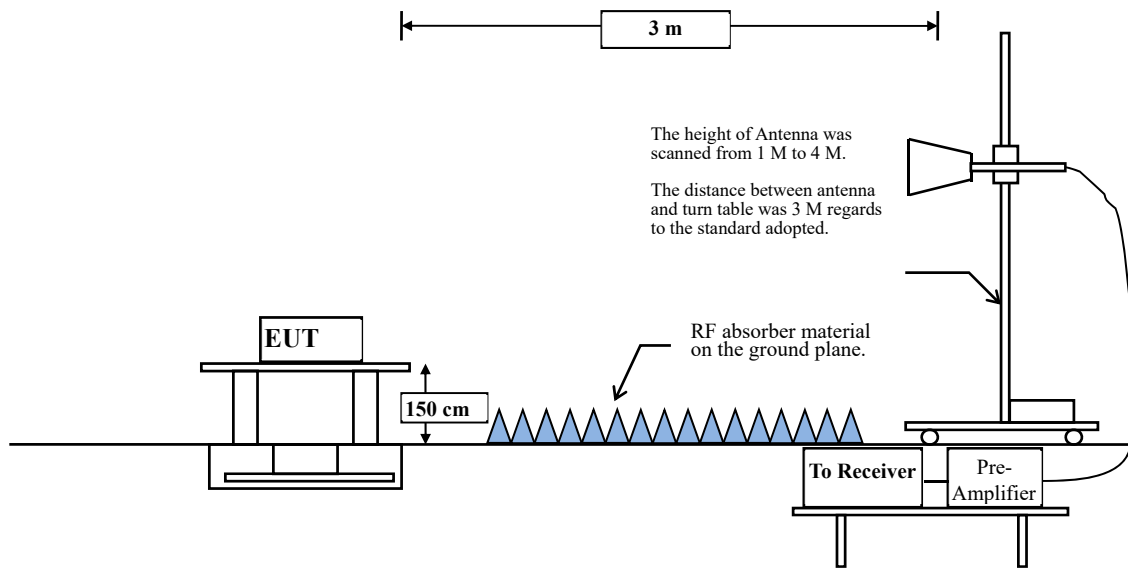 3 m
The height of Antenna was
scanned from 1 M to 4 M.
The distance between antenna
and turn table was 3 M regards
to the standard adopted.
EUT
RF absorber material
on the ground plane.
150 cm
To Receiver
Pre-
Amplifier